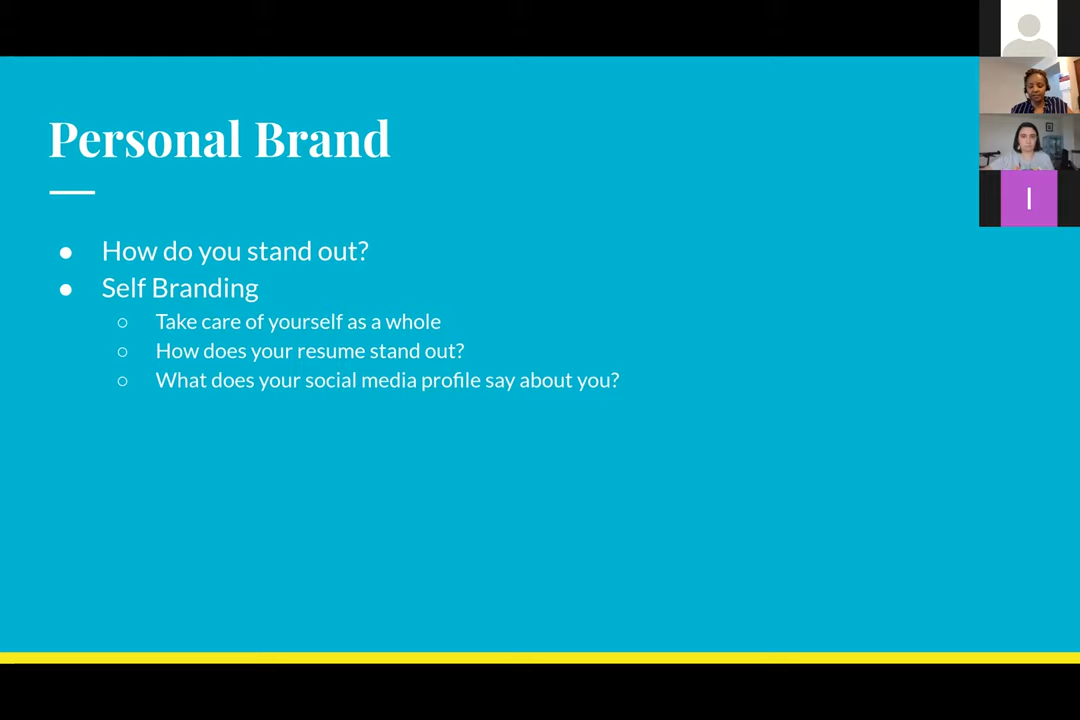 Personal Brand
● How do you stand out?
● Self Branding
○ Take care of yourself as a whole
○ How does your resume stand out?
○ What does your social media profile say about you?
I